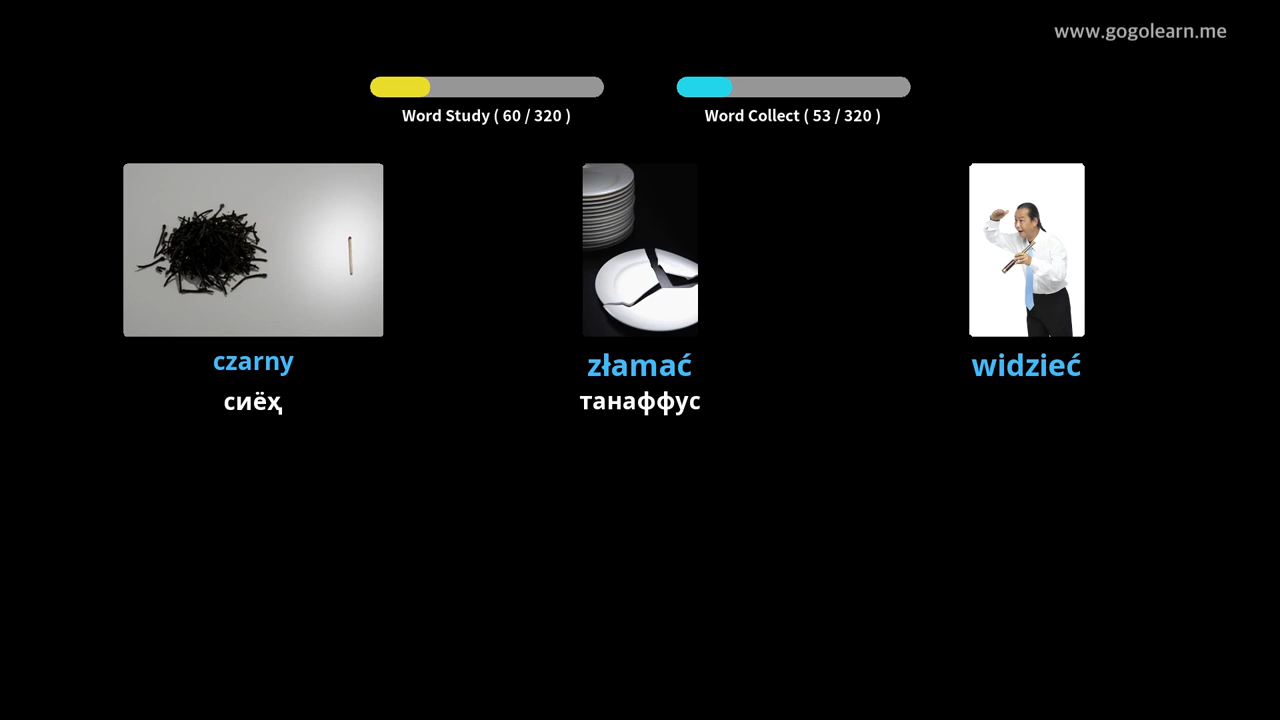 www.gogolearn.me
Word Study ( 60 / 320 )
Word Collect ( 53 / 320 )
czarny
сиёҳ
złamać
танаффус
widzieć